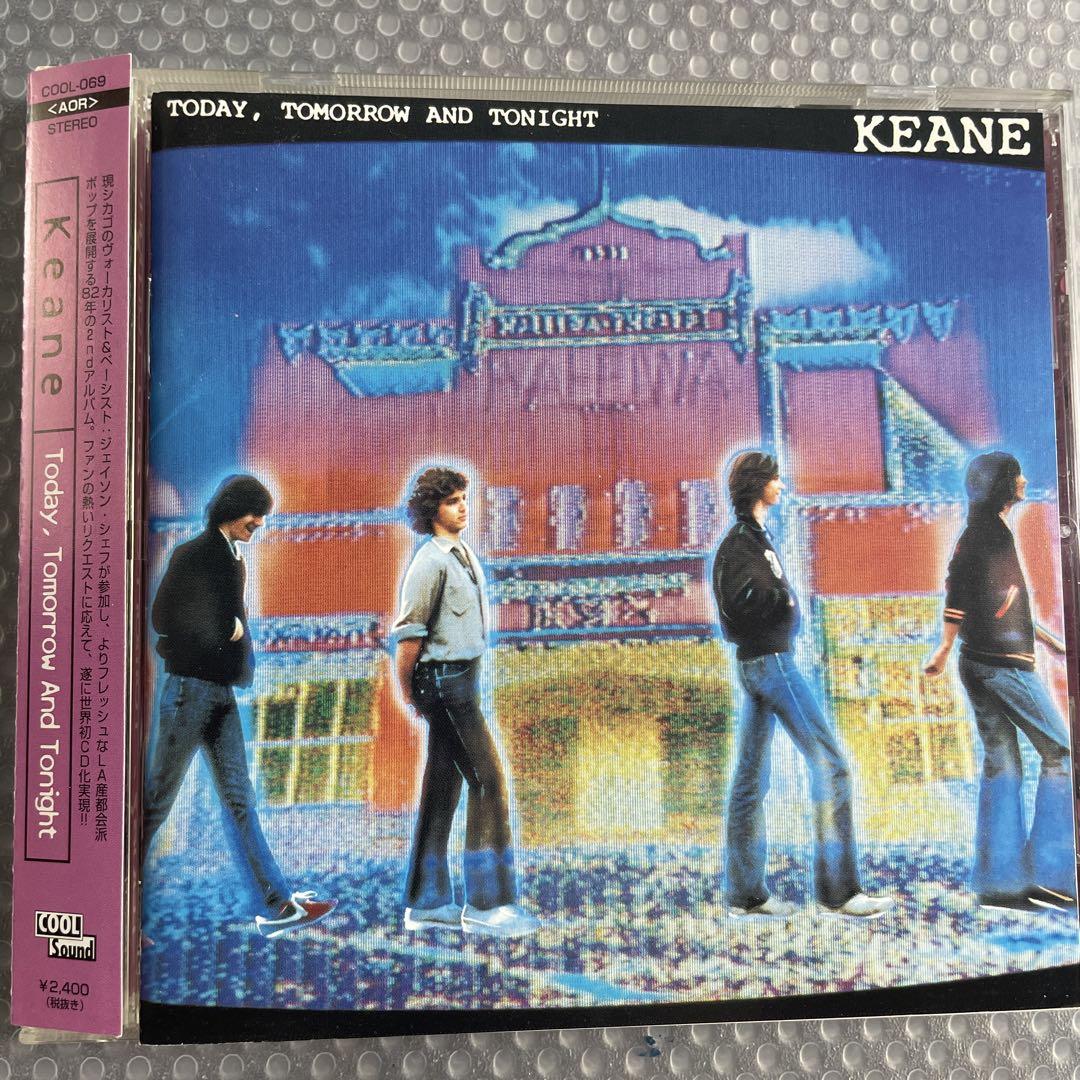 COOL-069
<AOR>
STEREO
Keane
Today, Tomorrow And Tonight
現シカゴのヴォーカリスト&ベーシスト:ジェイソン・シェフが参加し、よりフレッシュなLA産都会派
ポップを展開する82年の2ndアルバム。ファンの熱いリクエストに応えて、遂に世界初CD化実現!!
COOL
Sound
¥2,400
(税抜き)
TODAY, TOMORROW AND TONIGHT
KEANE